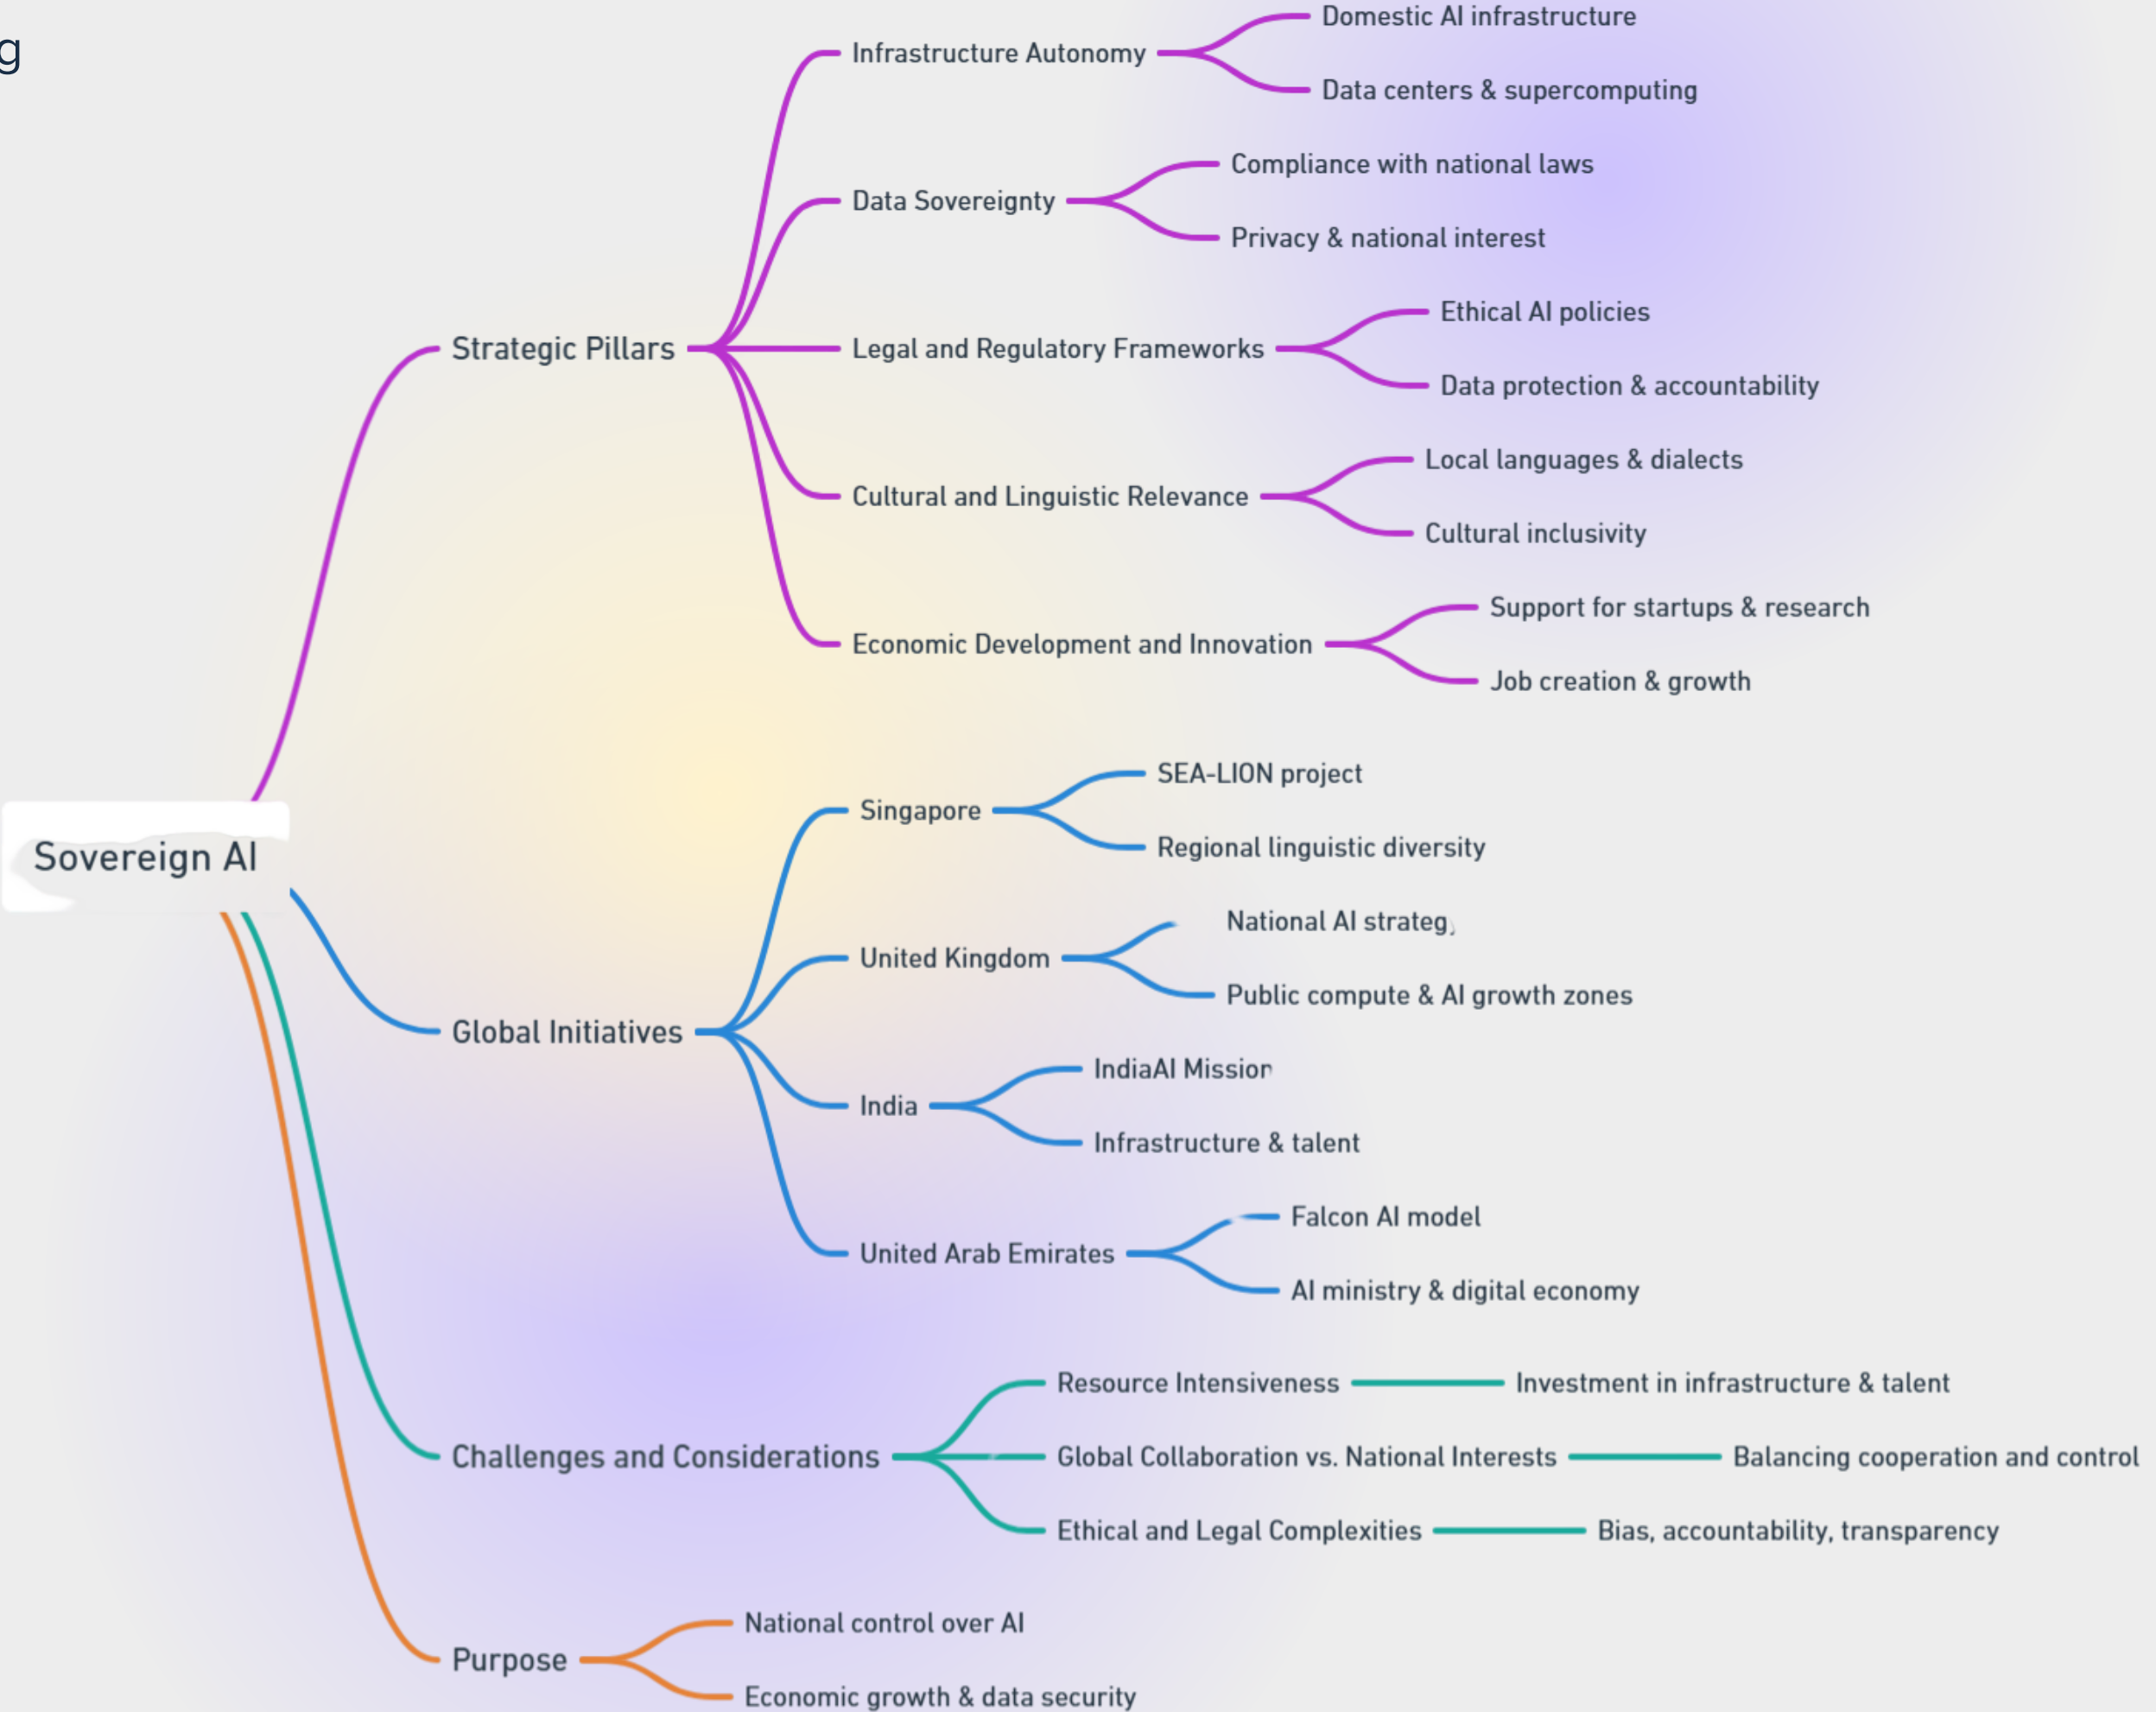 g
Sovereign AI
Strategic Pillars
Infrastructure Autonomy
Domestic AI infrastructure
Data centers & supercomputing
Data Sovereignty
Compliance with national laws
Privacy & national interest
Legal and Regulatory Frameworks
Ethical AI policies
Data protection & accountability
Cultural and Linguistic Relevance
Local languages & dialects
Cultural inclusivity
Economic Development and Innovation
Support for startups & research
Job creation & growth
Global Initiatives
Singapore
SEA-LION project
Regional linguistic diversity
United Kingdom
National AI strategy
Public compute & AI growth zones
India
IndiaAI Mission
Infrastructure & talent
United Arab Emirates
Falcon AI model
AI ministry & digital economy
Challenges and Considerations
Resource Intensiveness
Investment in infrastructure & talent
Global Collaboration vs. National Interests
Balancing cooperation and control
Ethical and Legal Complexities
Bias, accountability, transparency
Purpose
National control over AI
Economic growth & data security